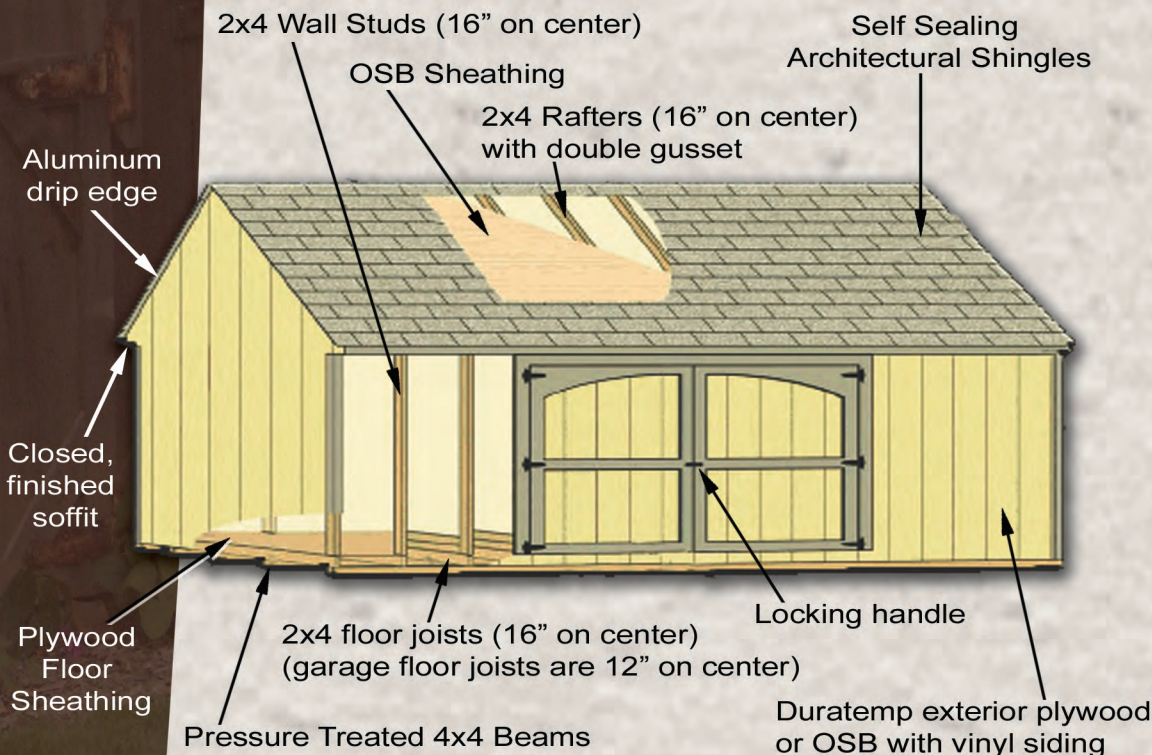 2x4 Wall Studs (16” on center)
Self Sealing
Architectural Shingles
OSB Sheathing
2x4 Rafters (16” on center)
with double gusset
Aluminum
drip edge
Closed,
finished
soffit
Locking handle
Plywood
Floor
Sheathing
2x4 floor joists (16” on center)
(garage floor joists are 12” on center)
Pressure Treated 4x4 Beams
Duratemp exterior plywood
or OSB with vinyl siding